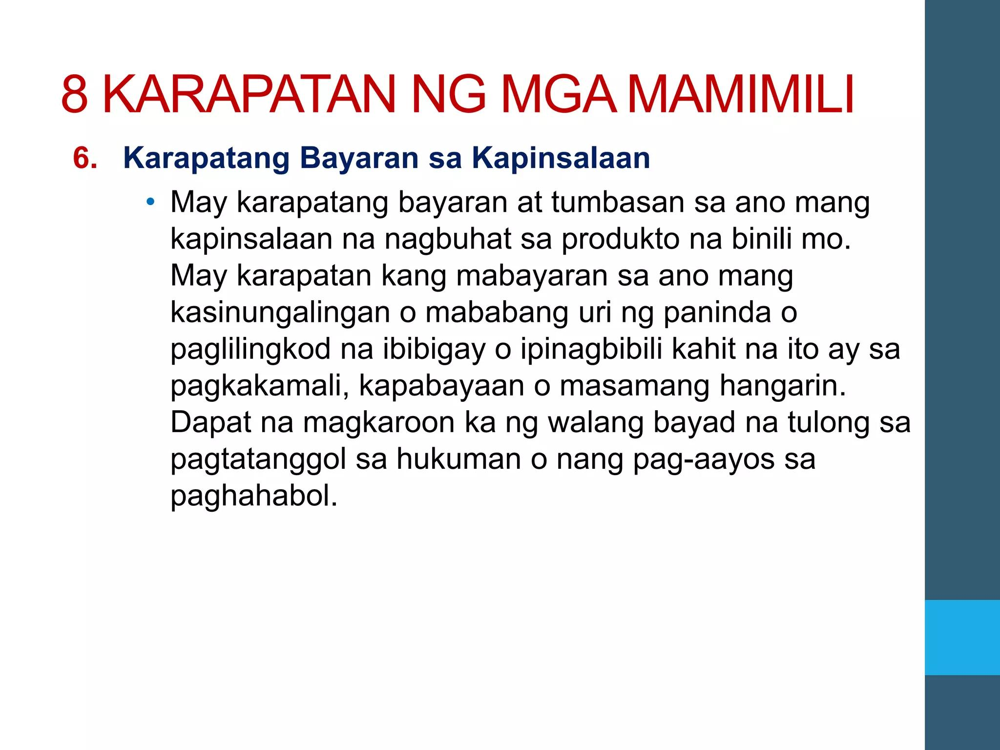 8 KARAPATAN NG MGA MAMIMILI
6. Karapatang Bayaran sa Kapinsalaan
• May karapatang bayaran at tumbasan sa ano mang
kapinsalaan na nagbuhat sa produkto na binili mo.
May karapatan kang mabayaran sa ano mang
kasinungalingan o mababang uri ng paninda o
paglilingkod na ibibigay o ipinagbibili kahit na ito ay sa
pagkakamali, kapabayaan o masamang hangarin.
Dapat na magkaroon ka ng walang bayad na tulong sa
pagtatanggol sa hukuman o nang pag-aayos sa
paghahabol.